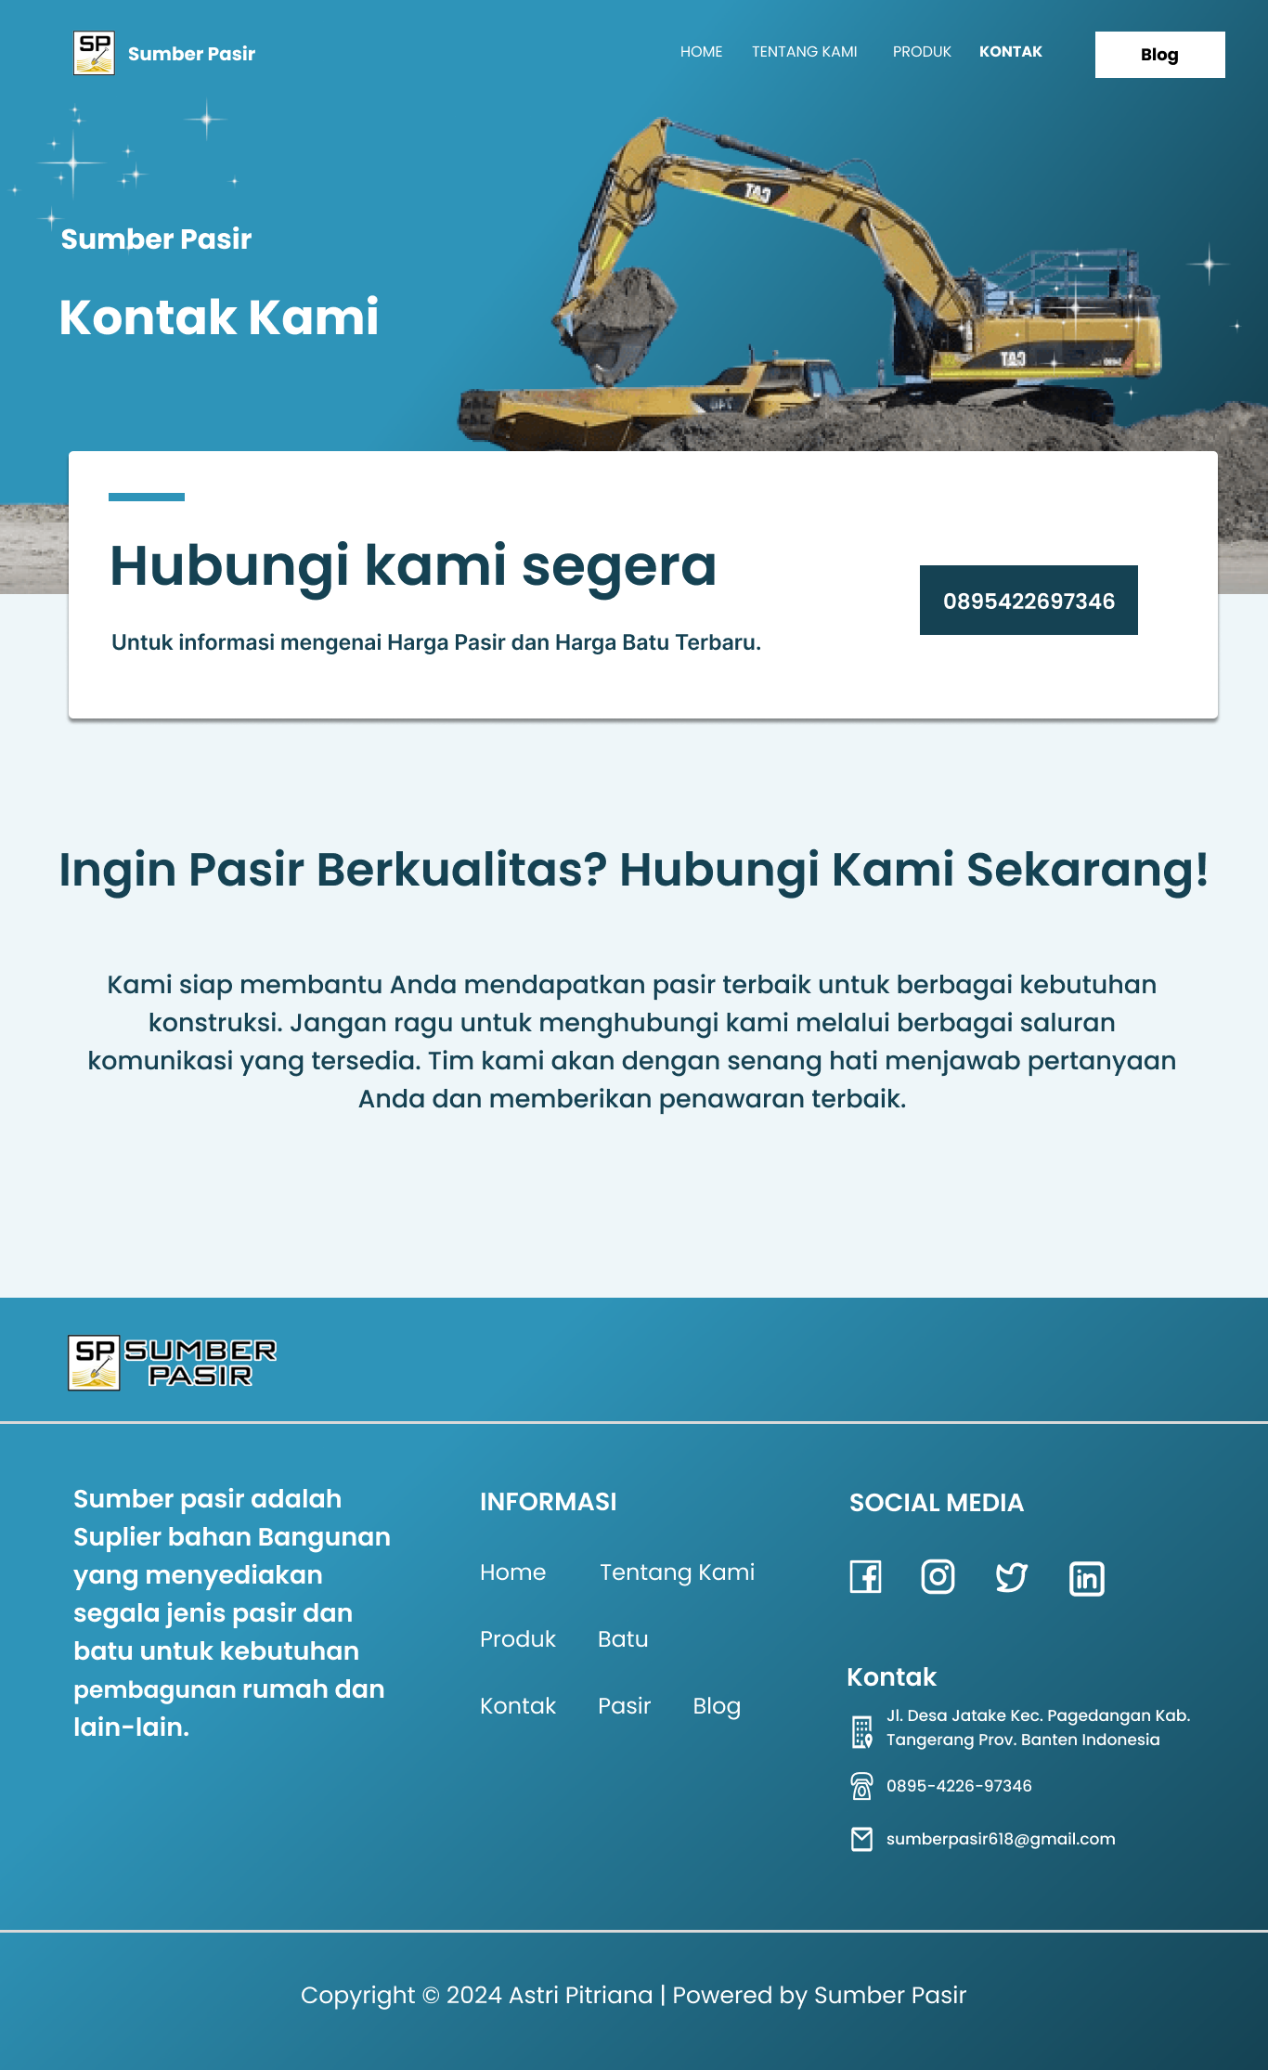 SP
Sumber Pasir
HOME
TENTANG KAMI
PRODUK
KONTAK
Blog
Sumber Pasir
Kontak Kami
Hubungi kami segera
0895422697346
Untuk informasi mengenai Harga Pasir dan Harga Batu Terbaru.
Ingin Pasir Berkualitas? Hubungi Kami Sekarang!
Kami siap membantu Anda mendapatkan pasir terbaik untuk berbagai kebutuhan
konstruksi. Jangan ragu untuk menghubungi kami melalui berbagai saluran
komunikasi yang tersedia. Tim kami akan dengan senang hati menjawab pertanyaan
Anda dan memberikan penawaran terbaik.
SP SUMBER
PASIR
Sumber pasir adalah
Suplier bahan Bangunan
yang menyediakan
segala jenis pasir dan
batu untuk kebutuhan
pembagunan rumah dan
lain-lain.
INFORMASI
Home
Tentang Kami
Produk
Batu
Kontak
Pasir
Blog
SOCIAL MEDIA
Kontak
Jl. Desa Jatake Kec. Pagedangan Kab.
Tangerang Prov. Banten Indonesia
0895-4226-97346
sumberpasir618@gmail.com
Copyright © 2024 Astri Pitriana | Powered by Sumber Pasir